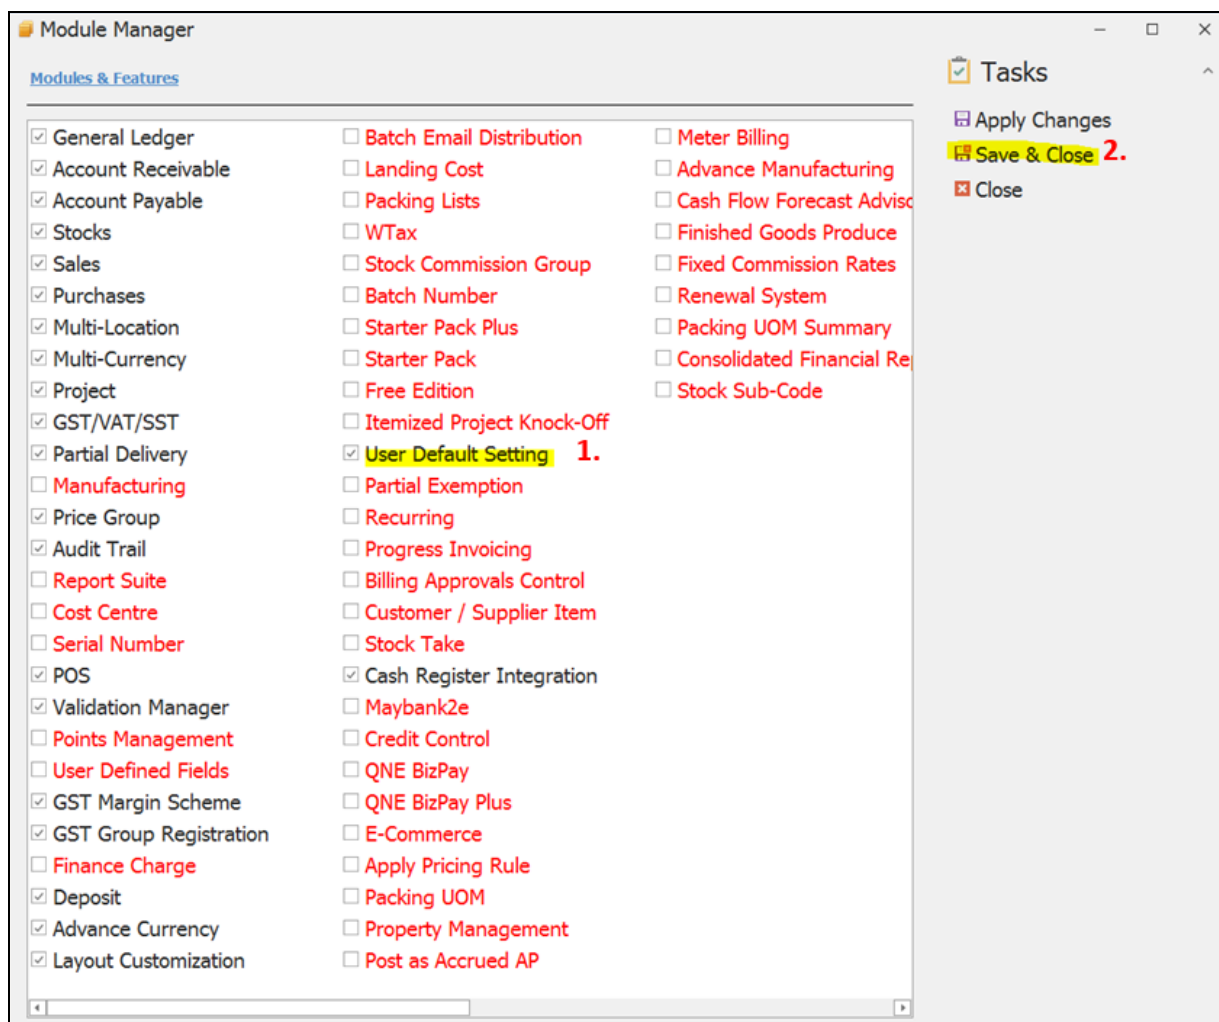 Module Manager
Modules & Features
General Ledger
Account Receivable
Account Payable
Stocks
Sales
Purchases
Multi-Location
Multi-Currency
Project
GST/VAT/SST
Partial Delivery
Manufacturing
Price Group
Audit Trail
Report Suite
Cost Centre
Serial Number
POS
Validation Manager
Points Management
User Defined Fields
GST Margin Scheme
GST Group Registration
Finance Charge
Deposit
Advance Currency
Layout Customization
Batch Email Distribution
Landing Cost
Packing Lists
WTax
Stock Commission Group
Batch Number
Starter Pack Plus
Starter Pack
Free Edition
Itemized Project Knock-Off
User Default Setting 1.
Partial Exemption
Recurring
Progress Invoicing
Billing Approvals Control
Customer / Supplier Item
Stock Take
Cash Register Integration
Maybank2e
Credit Control
QNE BizPay
QNE BizPay Plus
E-Commerce
Apply Pricing Rule
Packing UOM
Property Management
Post as Accrued AP
Meter Billing
Advance Manufacturing
Cash Flow Forecast Advisc
Finished Goods Produce
Fixed Commission Rates
Renewal System
Packing UOM Summary
Consolidated Financial Rep
Stock Sub-Code
Tasks
Apply Changes
Save & Close 2.
Close